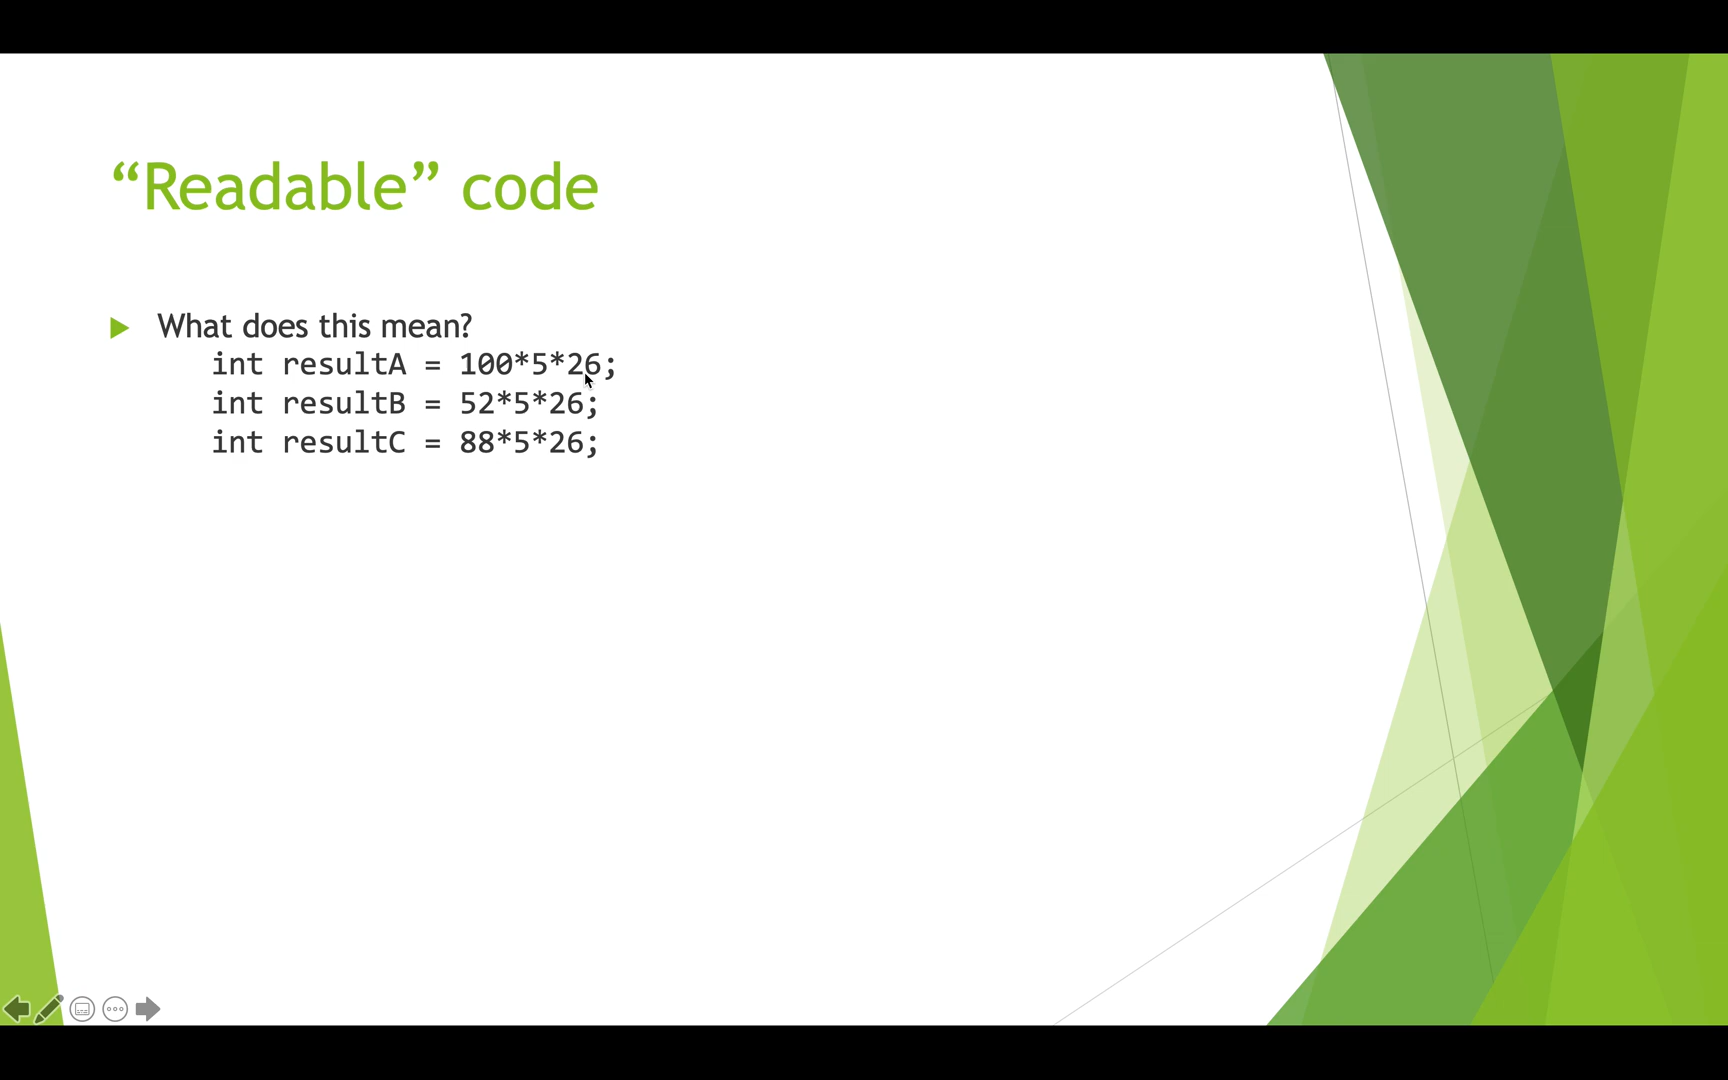 “Readable” code
What does this mean?
int resultA = 100*5*26;
int resultB = 52*5*26;
int resultC = 88*5*26;